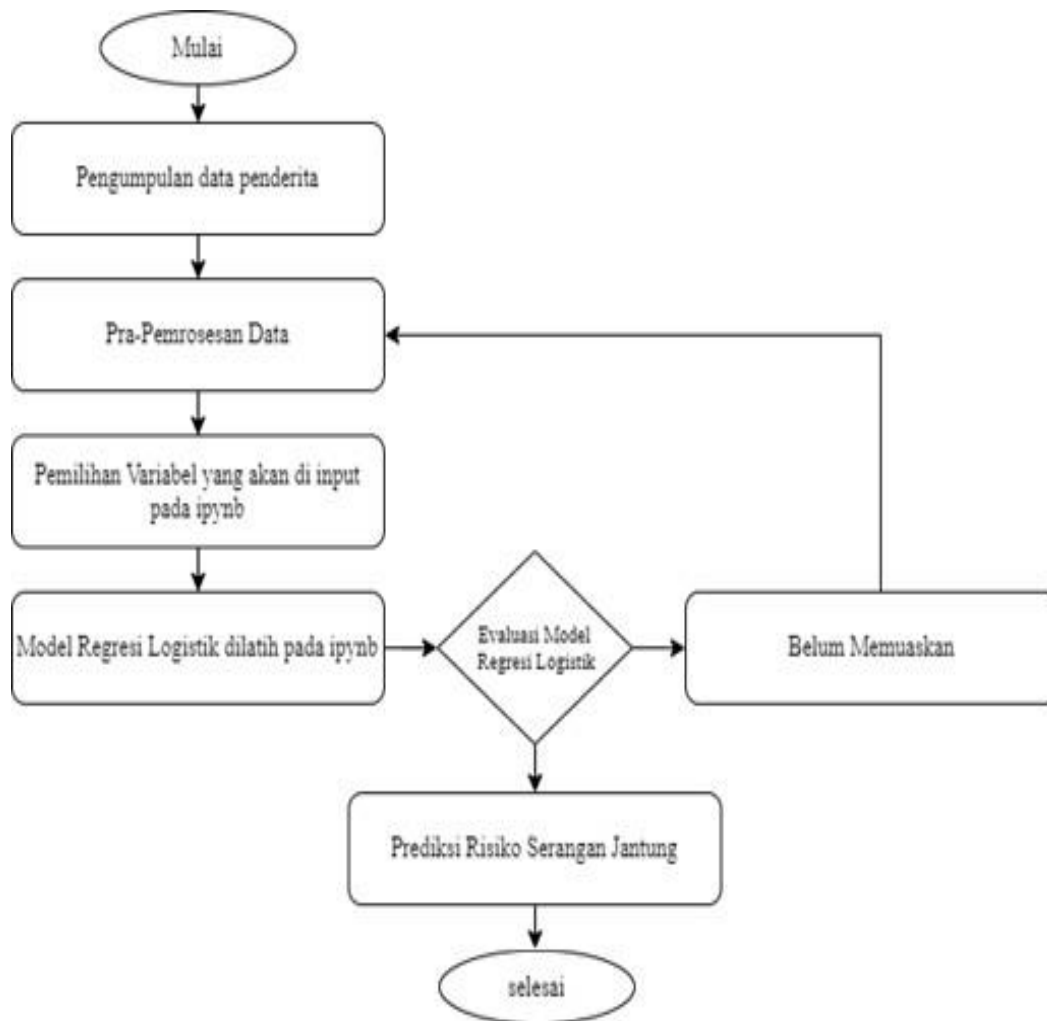 Mulai
Pengumpulan data penderita
Pra-Pemrosesan Data
Pemilihan Variabel yang akan di input
pada ipynb
Model Regresi Logistik dilatih pada ipynb
Evaluasi Model
Regresi Logistik
Belum Memuaskan
Prediksi Risiko Serangan Jantung
selesai